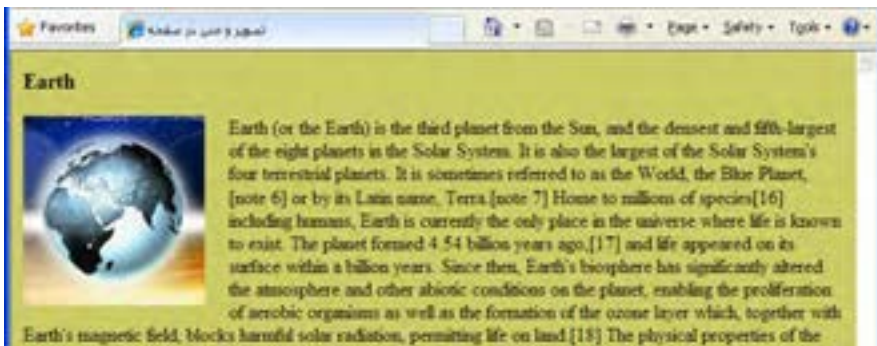 Favorites
تصویر و متن در صفحه
Page
Safety
Tools
Earth
Earth (or the Earth) is the third planet from the Sun, and the densest and fifth-largest
of the eight planets in the Solar System. It is also the largest of the Solar System's
four terrestrial planets. It is sometimes referred to as the World, the Blue Planet,
[note 6] or by its Latin name, Terra.[note 7] Home to millions of species[16]
including humans, Earth is currently the only place in the universe where life is known
to exist. The planet formed 4.54 billion years ago,[17] and life appeared on its
surface within a billion years. Since then, Earth's biosphere has significantly altered
the atmosphere and other abiotic conditions on the planet, enabling the proliferation
of aerobic organisms as well as the formation of the ozone layer which, together with
Earth's magnetic field, blocks harmful solar radiation, permitting life on land.[18] The physical properties of the